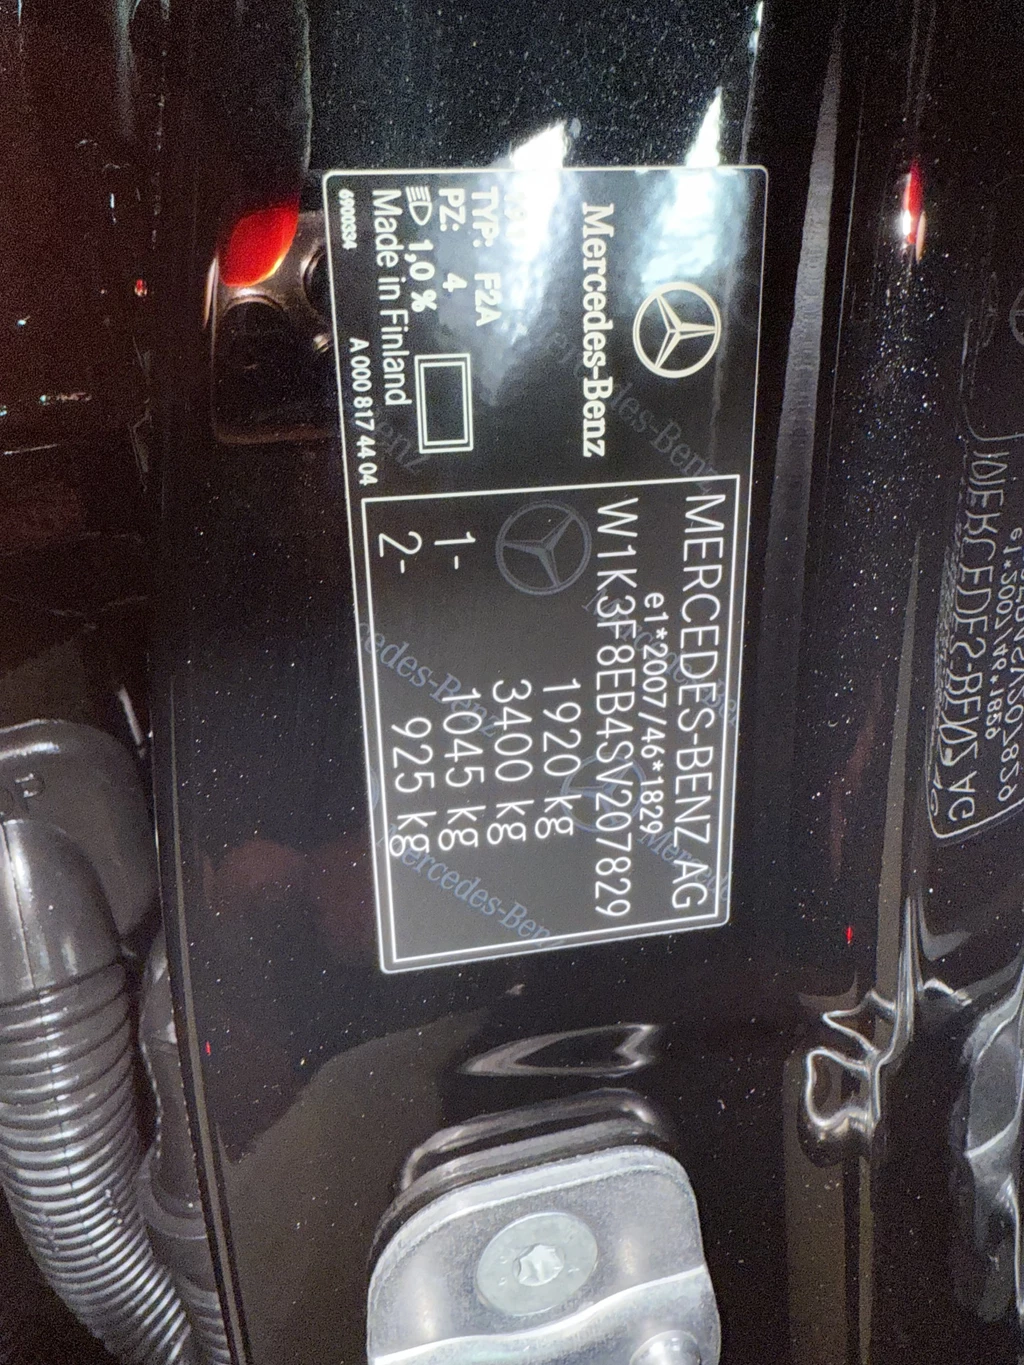 Mercedes-Benz
TYP: F2A
PZ: 4
1,0 %
Made in Finland
6900384
A 000 817 44 04
MERCEDES-BENZ AG
e1*2007/46*1829
W1K3F8EB4SV207829
1920 kg
3400 kg
1- 1045 kg
2- 925 kg